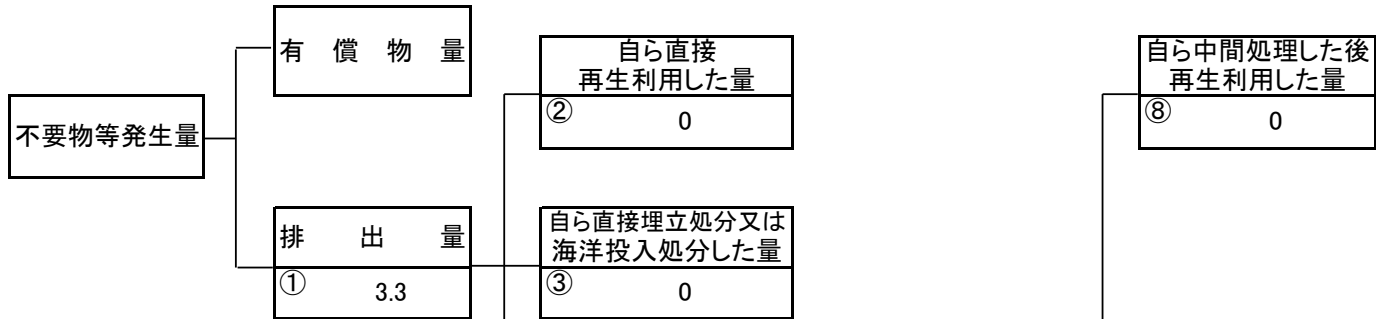 有償物量
自ら直接
再生利用した量
② 0
自ら中間処理した後
再生利用した量
⑧ 0
不要物等発生量
排出量
① 3.3
自ら直接埋立処分又は
海洋投入処分した量
③ 0